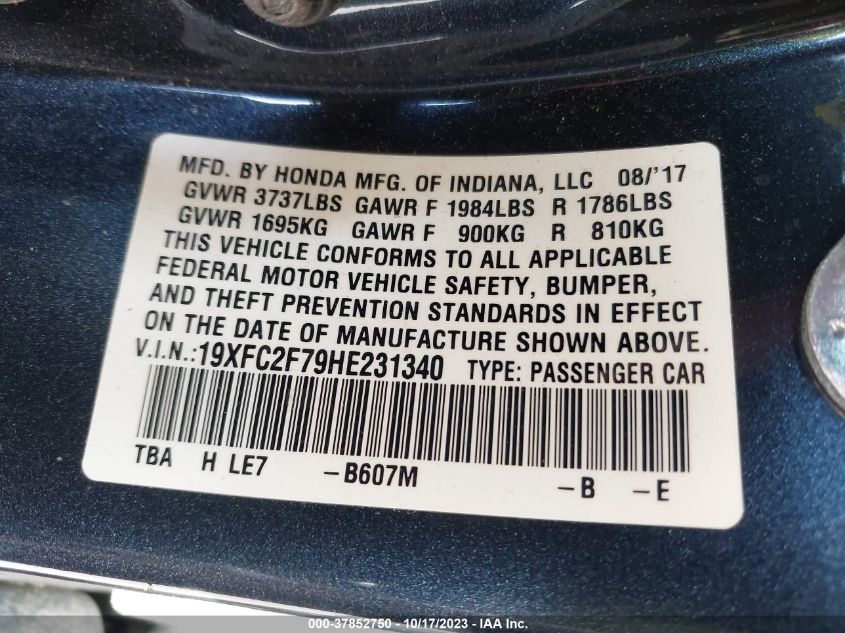 MFD. BY HONDA MFG. OF INDIANA, LLC 08/'17
GVWR 3737LBS GAWR F 1984LBS R 1786LBS
GVWR 1695KG GAWR F 900KG R 810KG
THIS VEHICLE CONFORMS TO ALL APPLICABLE
FEDERAL MOTOR VEHICLE SAFETY, BUMPER,
AND THEFT PREVENTION STANDARDS IN EFFECT
ON THE DATE OF MANUFACTURE SHOWN ABOVE.
V.I.N.:19XFC2F79HE231340 TYPE: PASSENGER CAR
TBA H LE7 -B607M -B -E
000-37852750 - 10/17/2023 - IAA Inc.